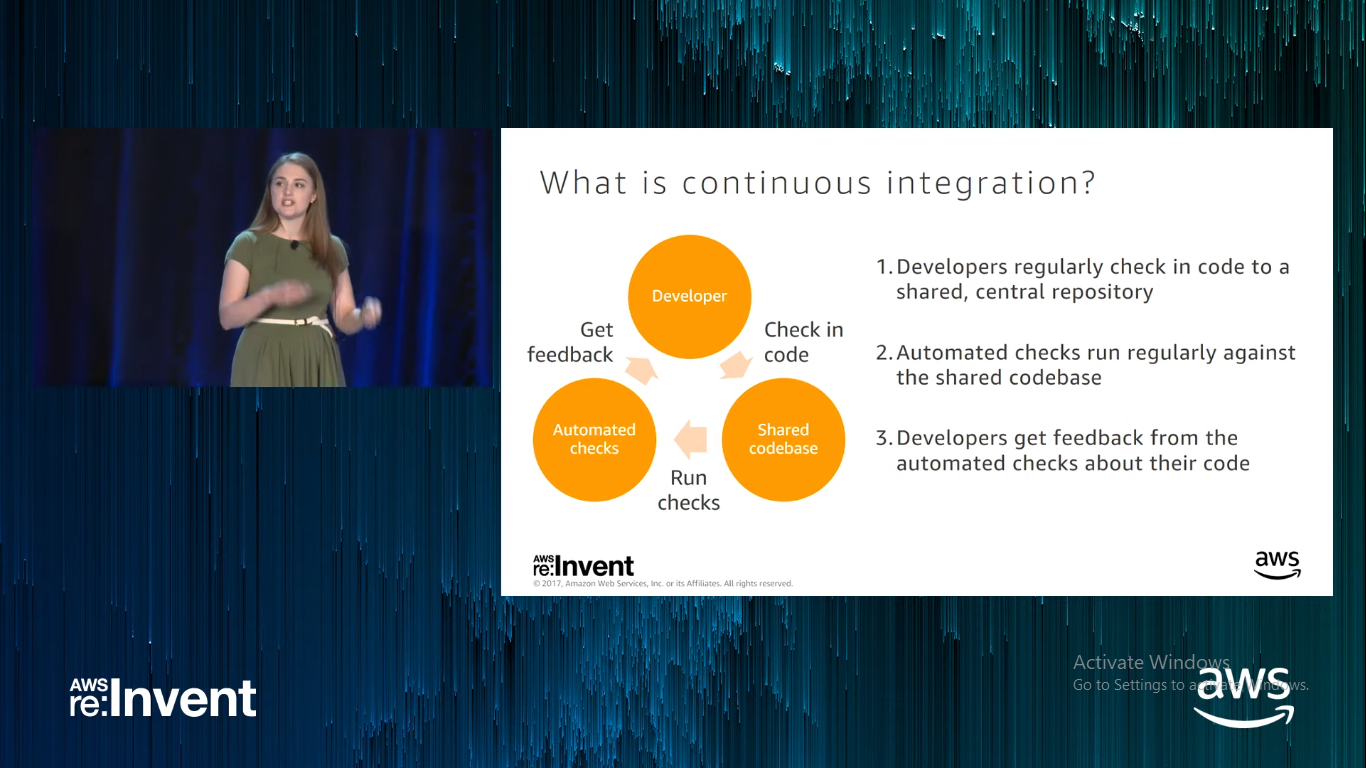 What is continuous integration?
Developer
Get
feedback
Check in
code
Automated
checks
Shared
codebase
Run
checks
1. Developers regularly check in code to a
shared, central repository
2. Automated checks run regularly against
the shared codebase
3. Developers get feedback from the
automated checks about their code
AWS
re:Invent
© 2017, Amazon Web Services, Inc. or its Affiliates. All rights reserved.
aws
AWS
re:Invent
Activate Windows
Go to Settings to activate Windows.
aws